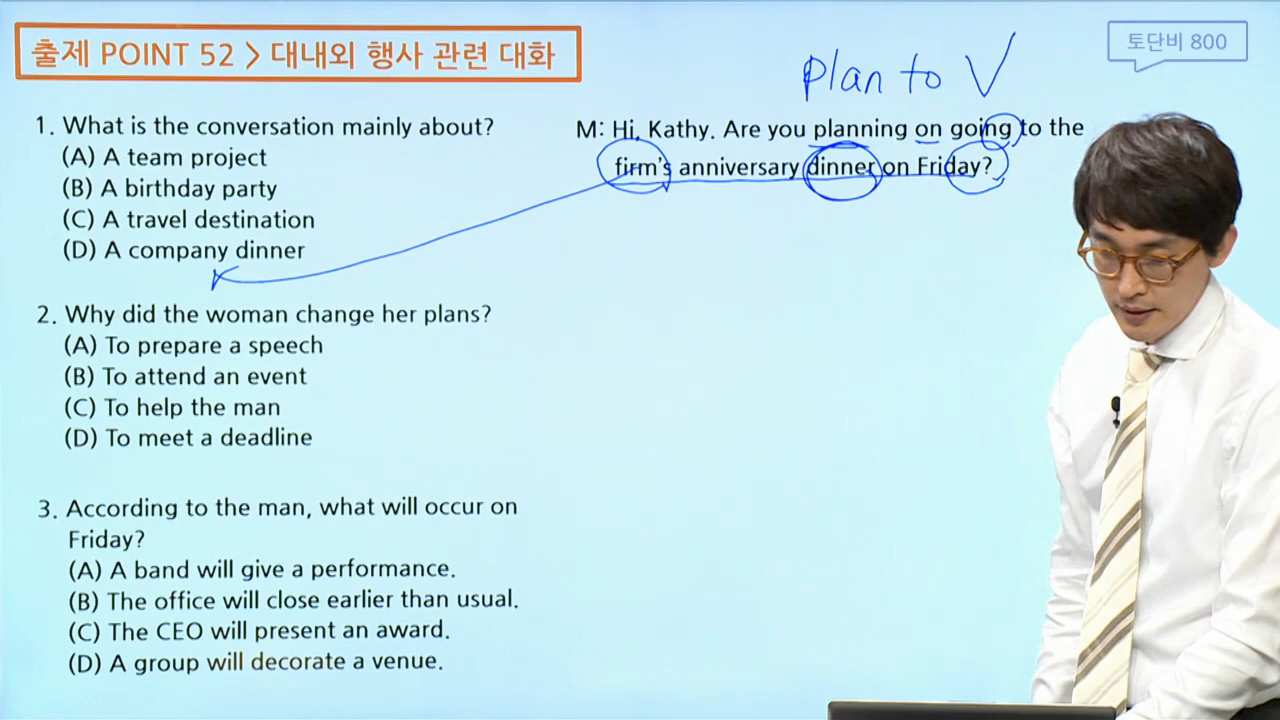 출제 POINT 52 > 대내외 행사 관련 대화
토단비 800
plan to V
1. What is the conversation mainly about?
(A) A team project
(B) A birthday party
(C) A travel destination
(D) A company dinner
2. Why did the woman change her plans?
(A) To prepare a speech
(B) To attend an event
(C) To help the man
(D) To meet a deadline
3. According to the man, what will occur on
Friday?
(A) A band will give a performance.
(B) The office will close earlier than usual.
(C) The CEO will present an award.
(D) A group will decorate a venue.
M: Hi, Kathy. Are you planning on going to the
firm's anniversary dinner on Friday?